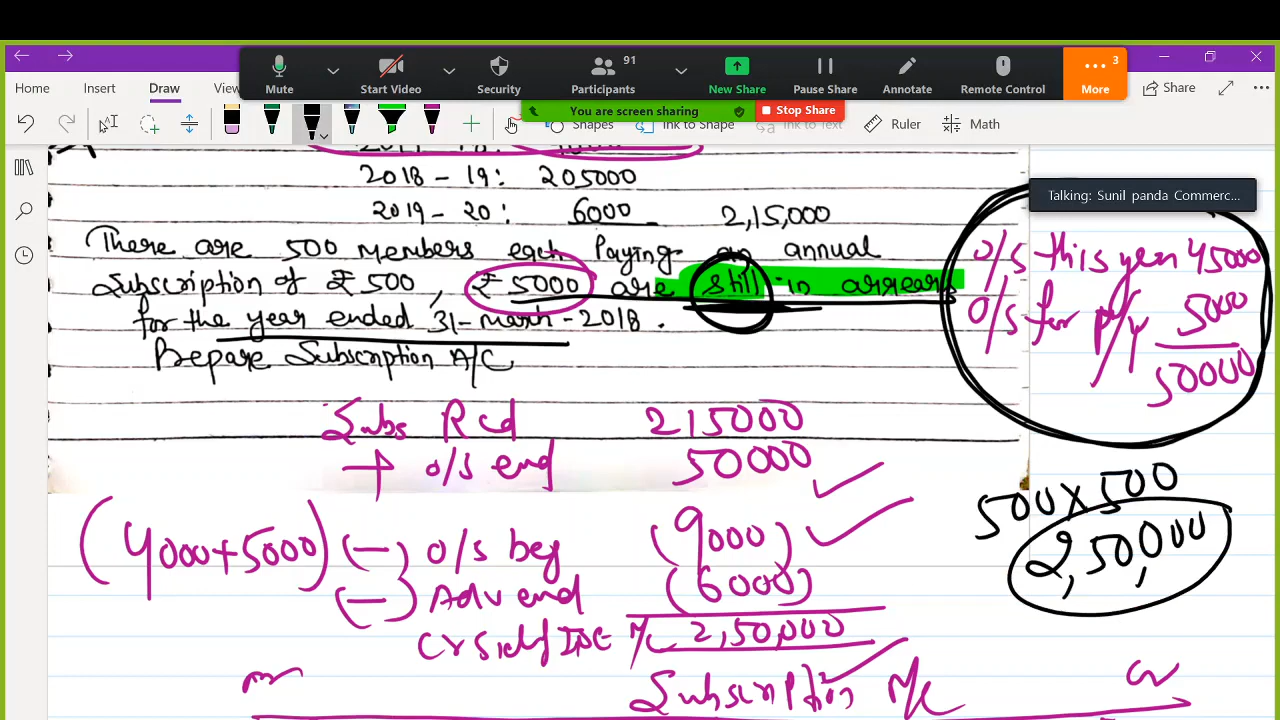 91
3
Mute
Start Video
Security
Participants
New Share
Pause Share
Annotate
Remote Control
More
Home
Insert
Draw
Share
You are screen sharing
Stop Share
Shapes
Ink to Shape
Ink to Text
Ruler
Math
Talking: Sunil panda Commerc...
2018 - 19: 205000
2019 - 20: 6000 2,15,000
There are 500 members each Paying an annual
Subscription of ₹ 500, ₹ 5000 are still in arrears
for the year ended 31-march-2018.
Prepare Subscription A/C
O/S this year 45000
O/S for p/y 5000
50000
Subs Rcd 215000
+ O/S end 50000
500 x 500
2,50,000
(4000+5000) (-) O/S beg (9000)
(-) Adv end (6000)
Cr side of I&E A/C 2,50,000
Subscription A/C
Dr
Cr